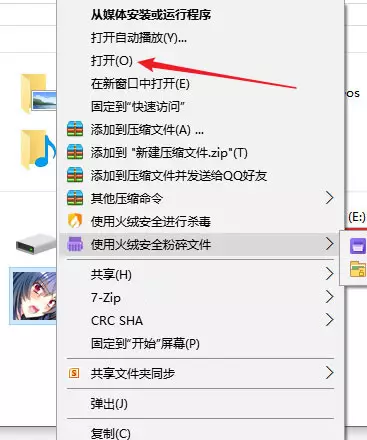 从媒体安装或运行程序
打开自动播放(Y)...
打开(O)
在新窗口中打开(E)
os
固定到"快速访问"
添加到压缩文件(A) ...
添加到 "新建压缩文件.zip"(T)
添加到压缩文件并发送给QQ好友
其他压缩命令
使用火绒安全进行杀毒
(E:)
使用火绒安全粉碎文件
共享(H)
7-Zip
CRC SHA
固定到"开始"屏幕(P)
S 共享文件夹同步
弹出(J)
复制(C)